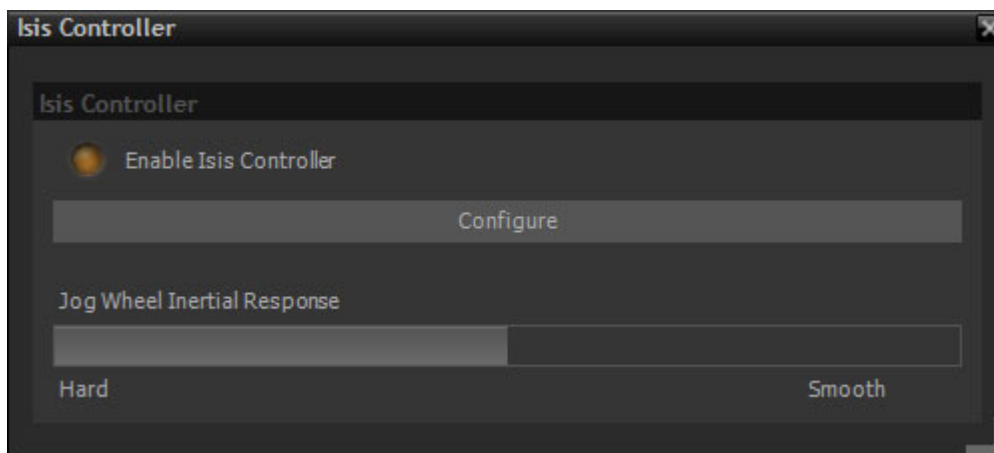 Isis Controller
Isis Controller
Enable Isis Controller
Configure
Jog Wheel Inertial Response
Hard Smooth